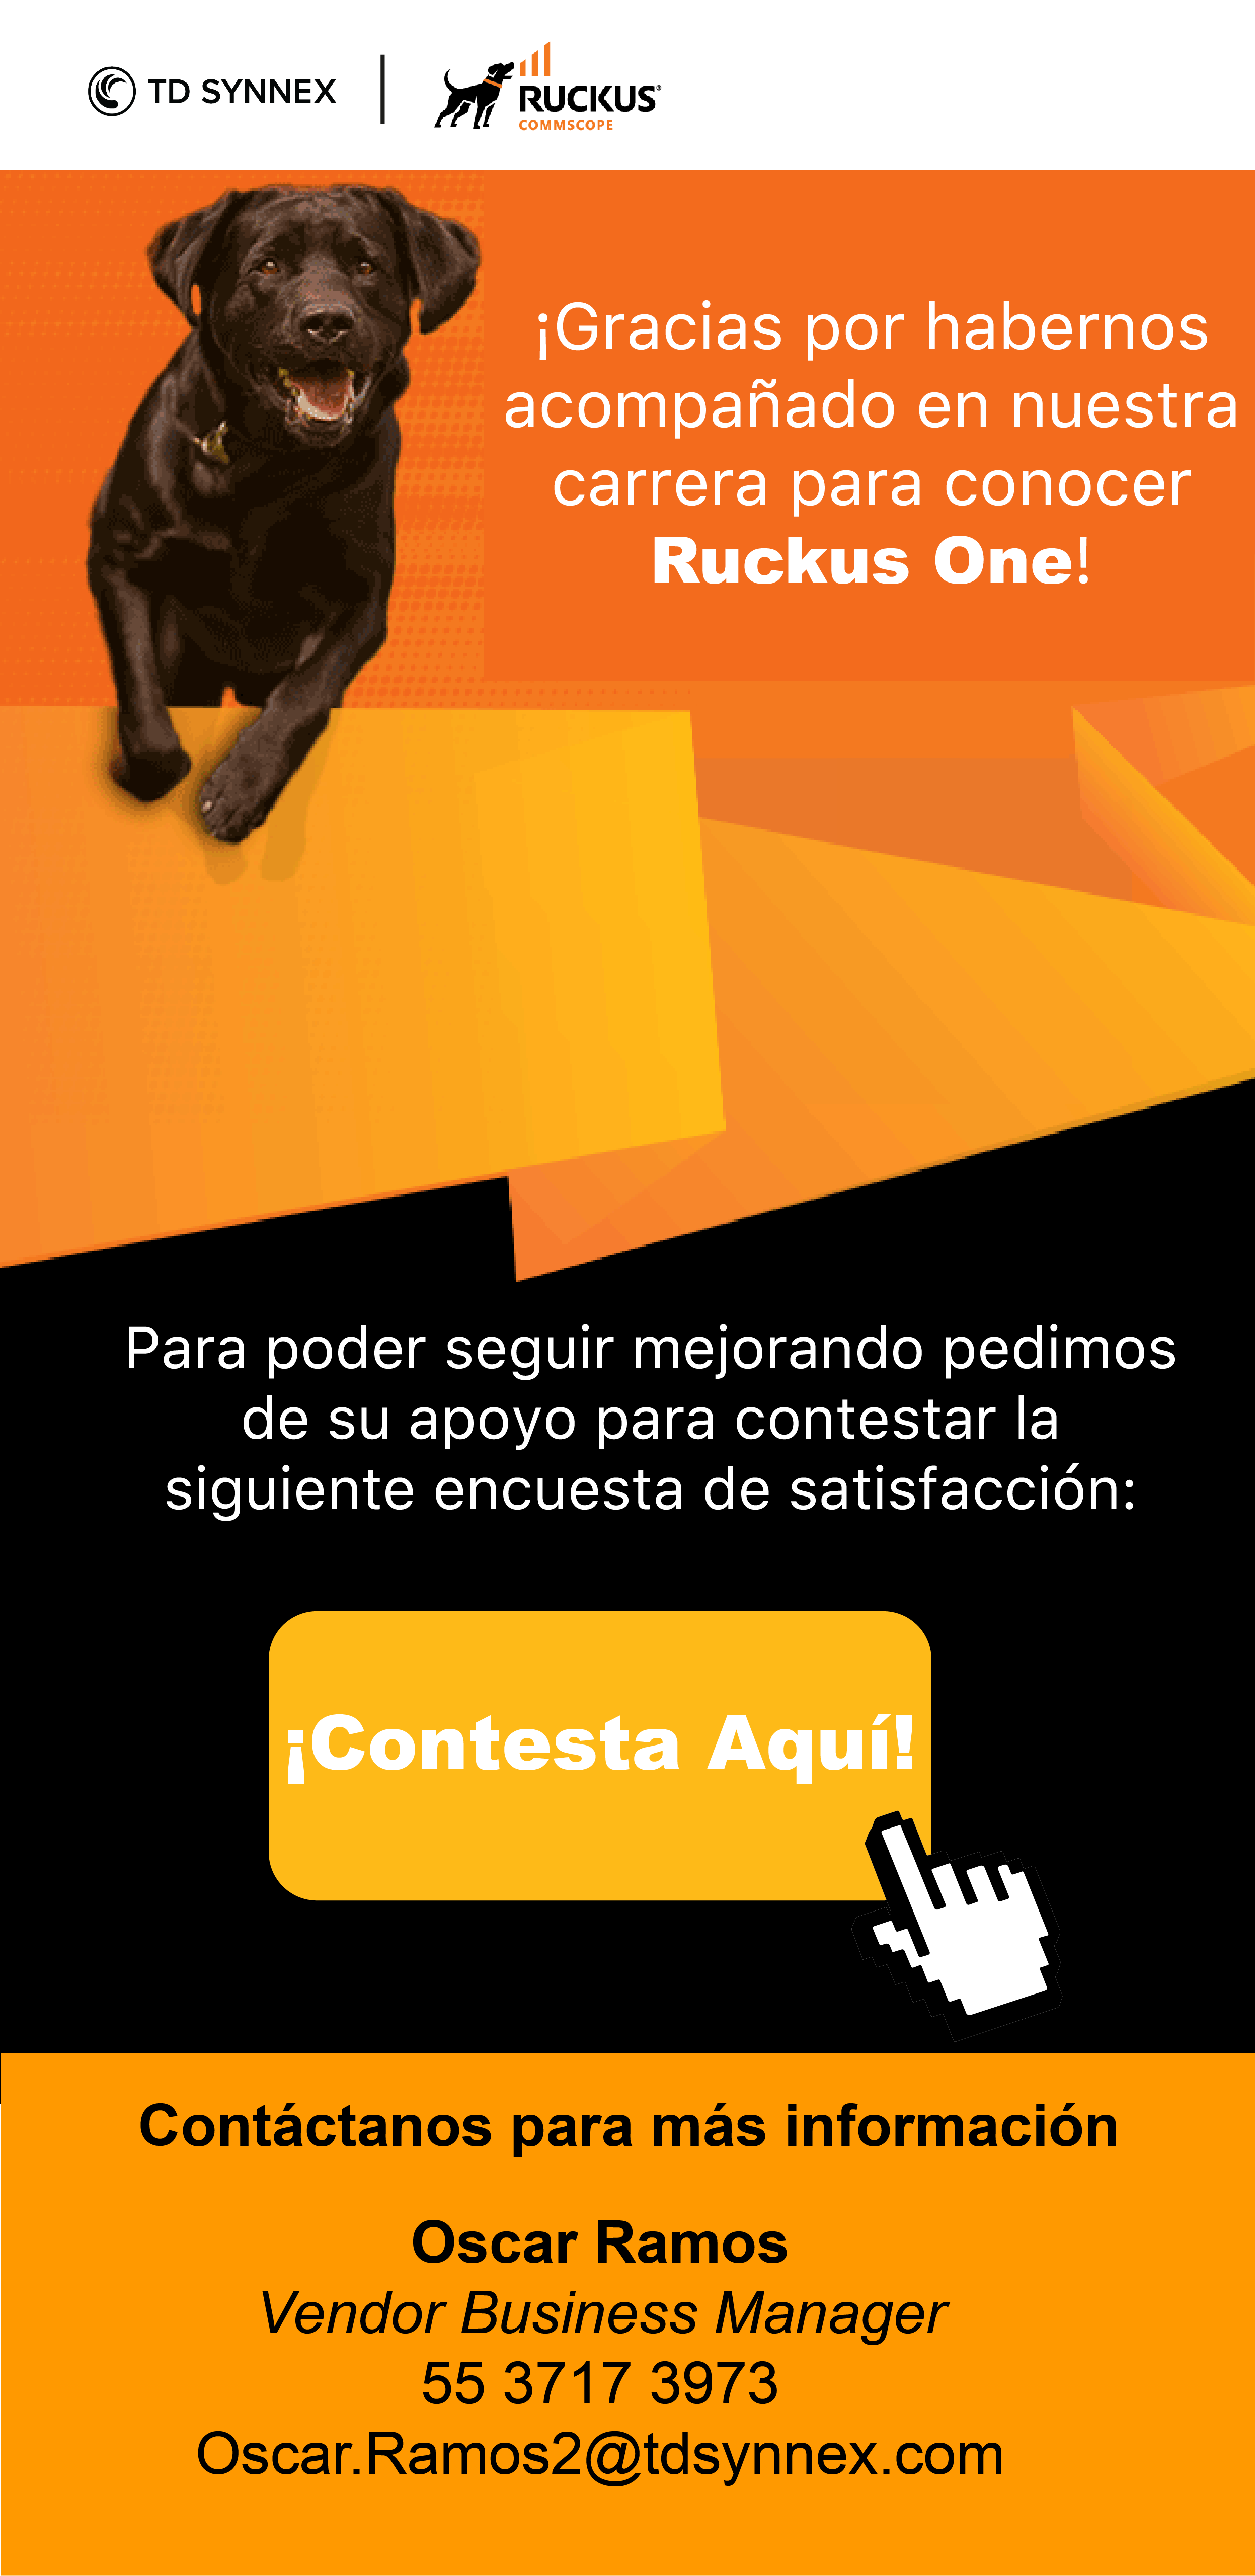 TD SYNNEX
RUCKUS®
COMMSCOPE
¡Gracias por habernos
acompañado en nuestra
carrera para conocer
Ruckus One!
Para poder seguir mejorando pedimos
de su apoyo para contestar la
siguiente encuesta de satisfacción:
¡Contesta Aquí!
Contáctanos para más información
Oscar Ramos
Vendor Business Manager
55 3717 3973
Oscar.Ramos2@tdsynnex.com